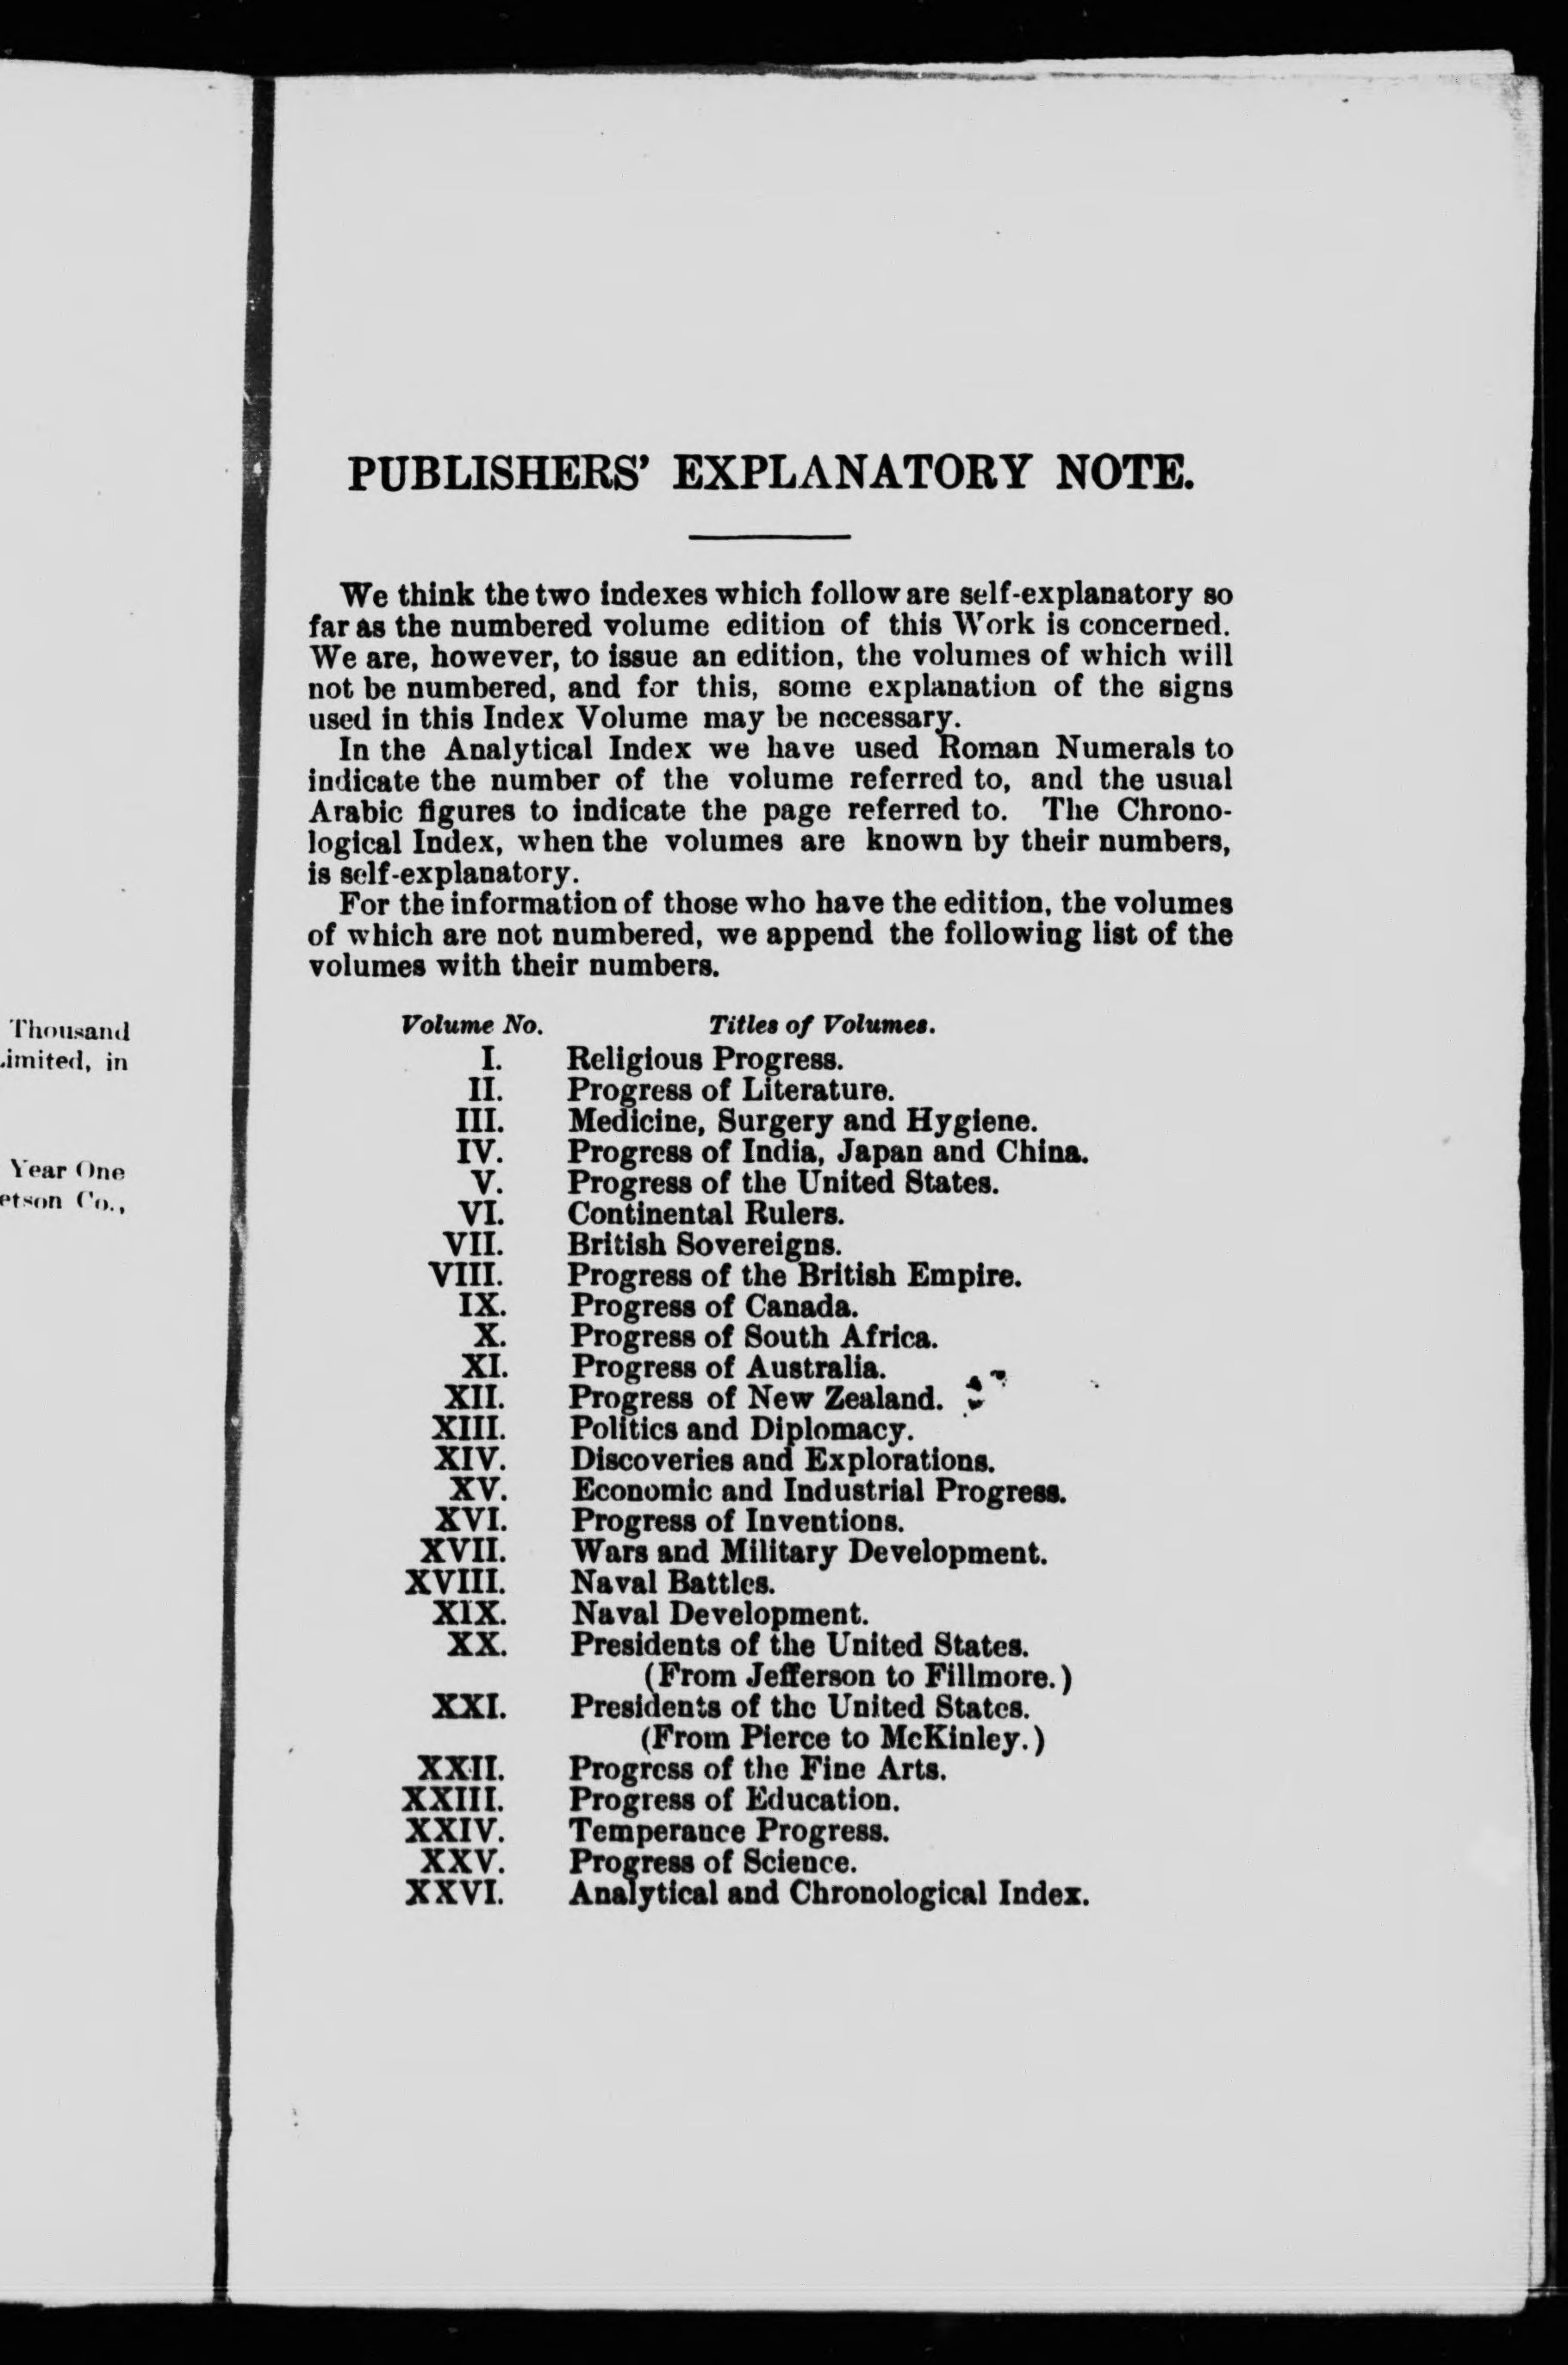 Thousand
imited, in
Year One
etson Co.,
PUBLISHERS' EXPLANATORY NOTE.
We think the two indexes which follow are self-explanatory so
far as the numbered volume edition of this Work is concerned.
We are, however, to issue an edition, the volumes of which will
not be numbered, and for this, some explanation of the signs
used in this Index Volume may be necessary.
In the Analytical Index we have used Roman Numerals to
indicate the number of the volume referred to, and the usual
Arabic figures to indicate the page referred to. The Chrono-
logical Index, when the volumes are known by their numbers,
is self-explanatory.
For the information of those who have the edition, the volumes
of which are not numbered, we append the following list of the
volumes with their numbers.
Volume No. Titles of Volumes.
I. Religious Progress.
II. Progress of Literature.
III. Medicine, Surgery and Hygiene.
IV. Progress of India, Japan and China.
V. Progress of the United States.
VI. Continental Rulers.
VII. British Sovereigns.
VIII. Progress of the British Empire.
IX. Progress of Canada.
X. Progress of South Africa.
XI. Progress of Australia.
XII. Progress of New Zealand.
XIII. Politics and Diplomacy.
XIV. Discoveries and Explorations.
XV. Economic and Industrial Progress.
XVI. Progress of Inventions.
XVII. Wars and Military Development.
XVIII. Naval Battles.
XIX. Naval Development.
XX. Presidents of the United States.
(From Jefferson to Fillmore.)
XXI. Presidents of the United States.
(From Pierce to McKinley.)
XXII. Progress of the Fine Arts.
XXIII. Progress of Education.
XXIV. Temperance Progress.
XXV. Progress of Science.
XXVI. Analytical and Chronological Index.